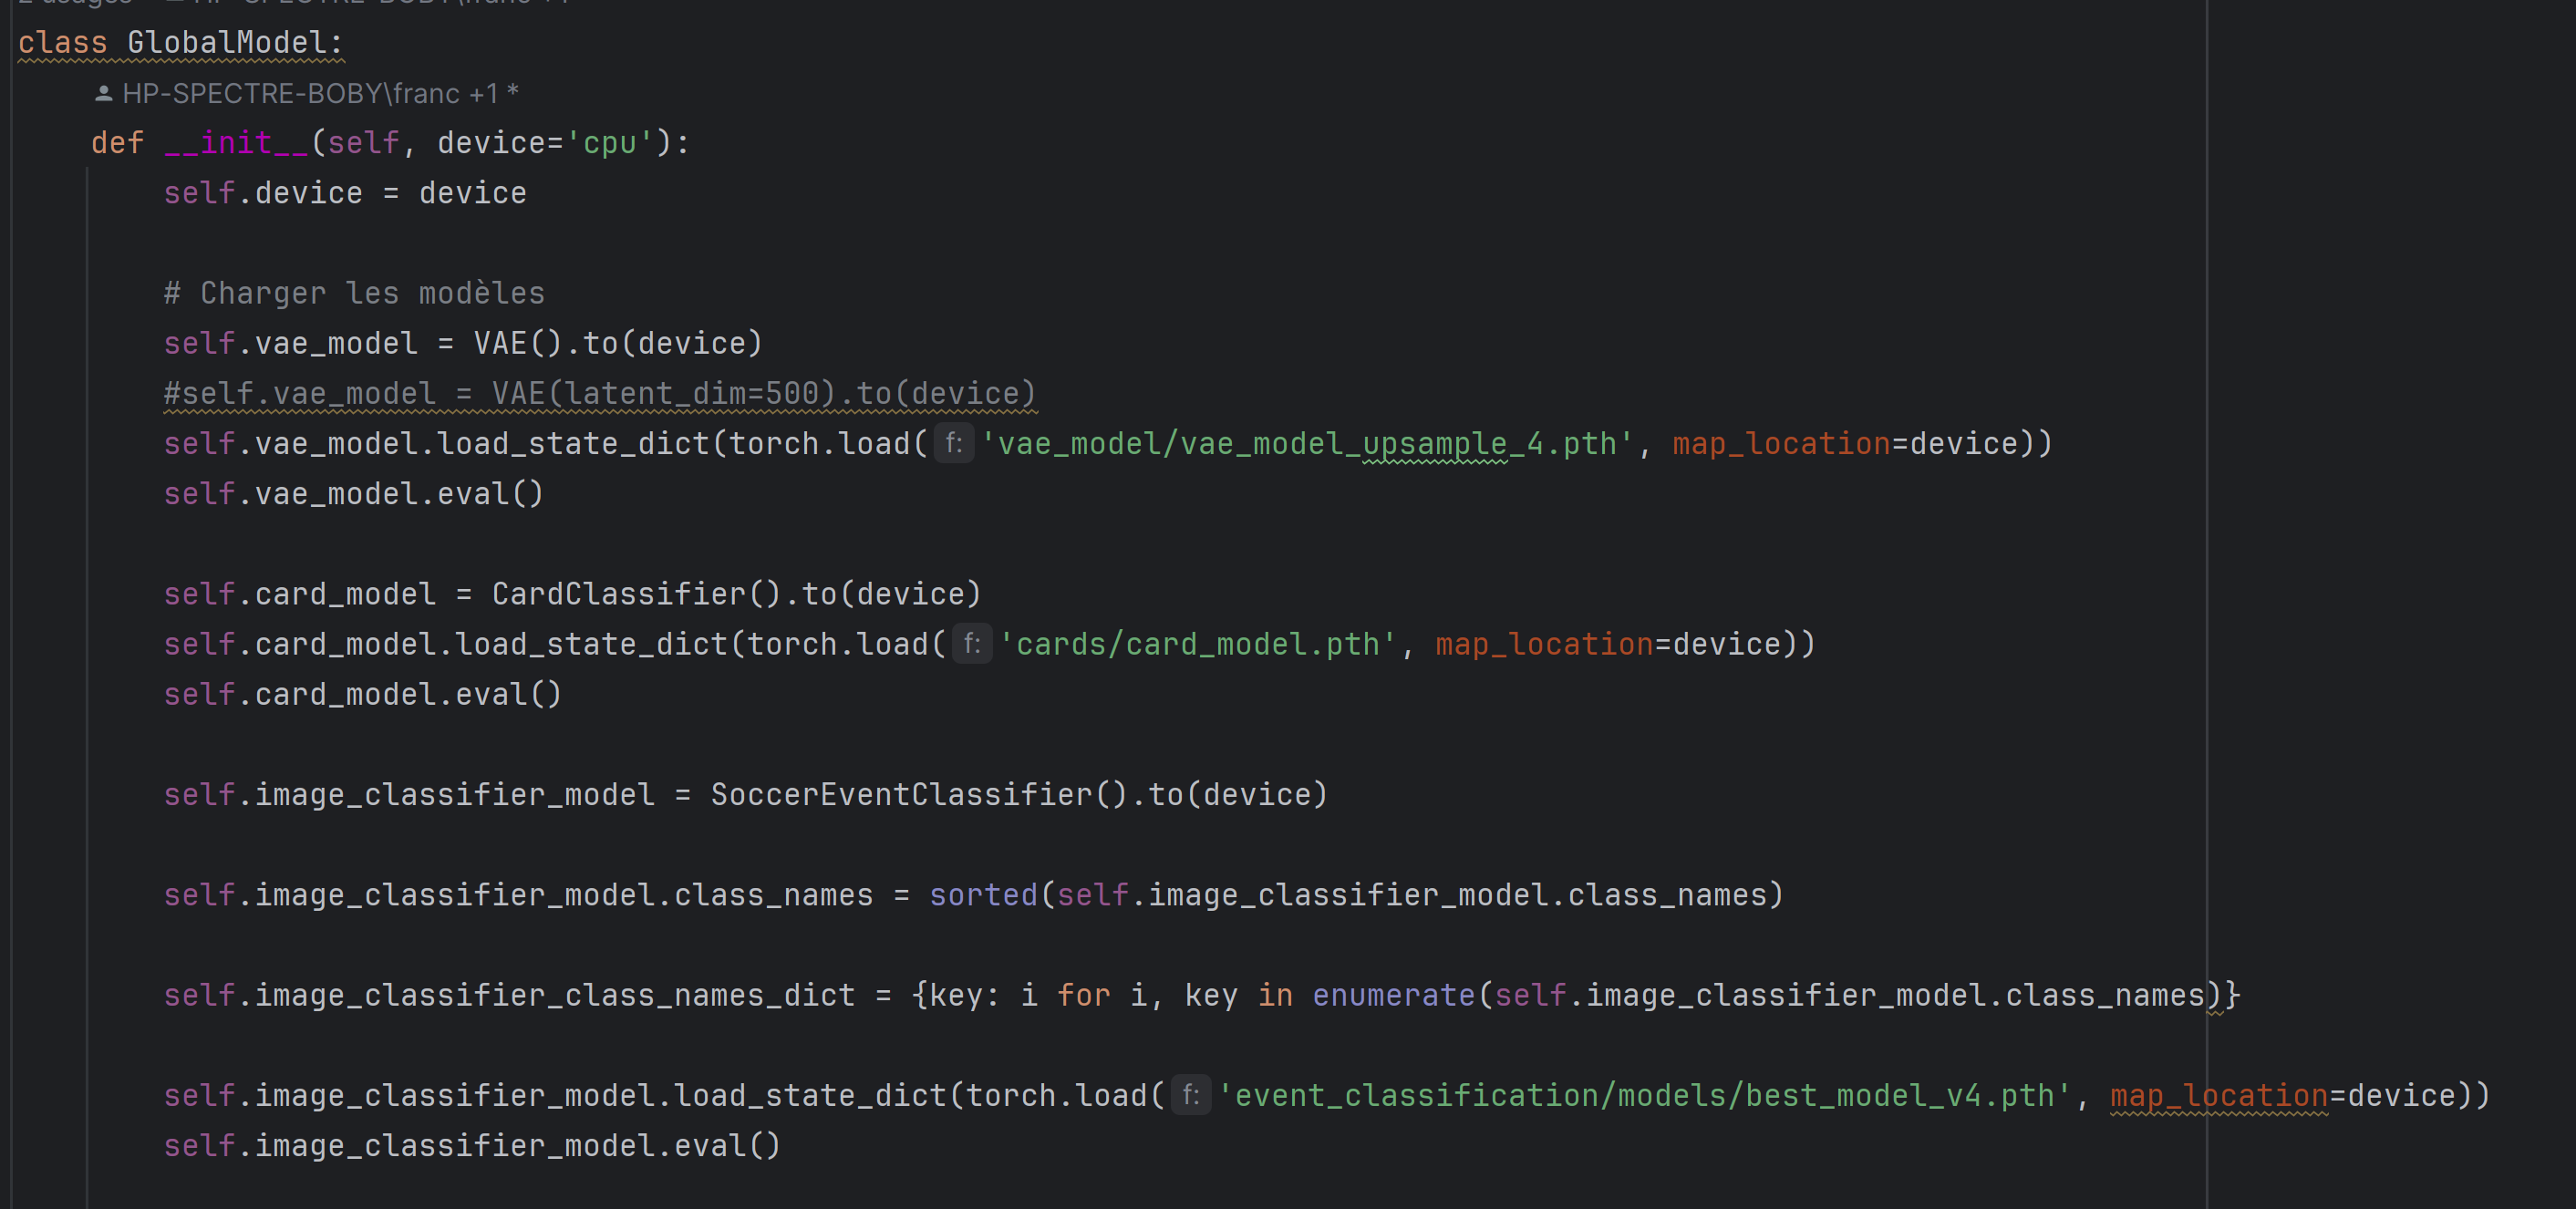 class GlobalModel:
HP-SPECTRE-BOBY\franc +1 *
def __init__(self, device='cpu'):
self.device = device
# Charger les modèles
self.vae_model = VAE().to(device)
#self.vae_model = VAE(latent_dim=500).to(device)
self.vae_model.load_state_dict(torch.load( f: 'vae_model/vae_model_upsample_4.pth', map_location=device))
self.vae_model.eval()
self.card_model = CardClassifier().to(device)
self.card_model.load_state_dict(torch.load( f: 'cards/card_model.pth', map_location=device))
self.card_model.eval()
self.image_classifier_model = SoccerEventClassifier().to(device)
self.image_classifier_model.class_names = sorted(self.image_classifier_model.class_names)
self.image_classifier_class_names_dict = {key: i for i, key in enumerate(self.image_classifier_model.class_names)}
self.image_classifier_model.load_state_dict(torch.load( f: 'event_classification/models/best_model_v4.pth', map_location=device))
self.image_classifier_model.eval()